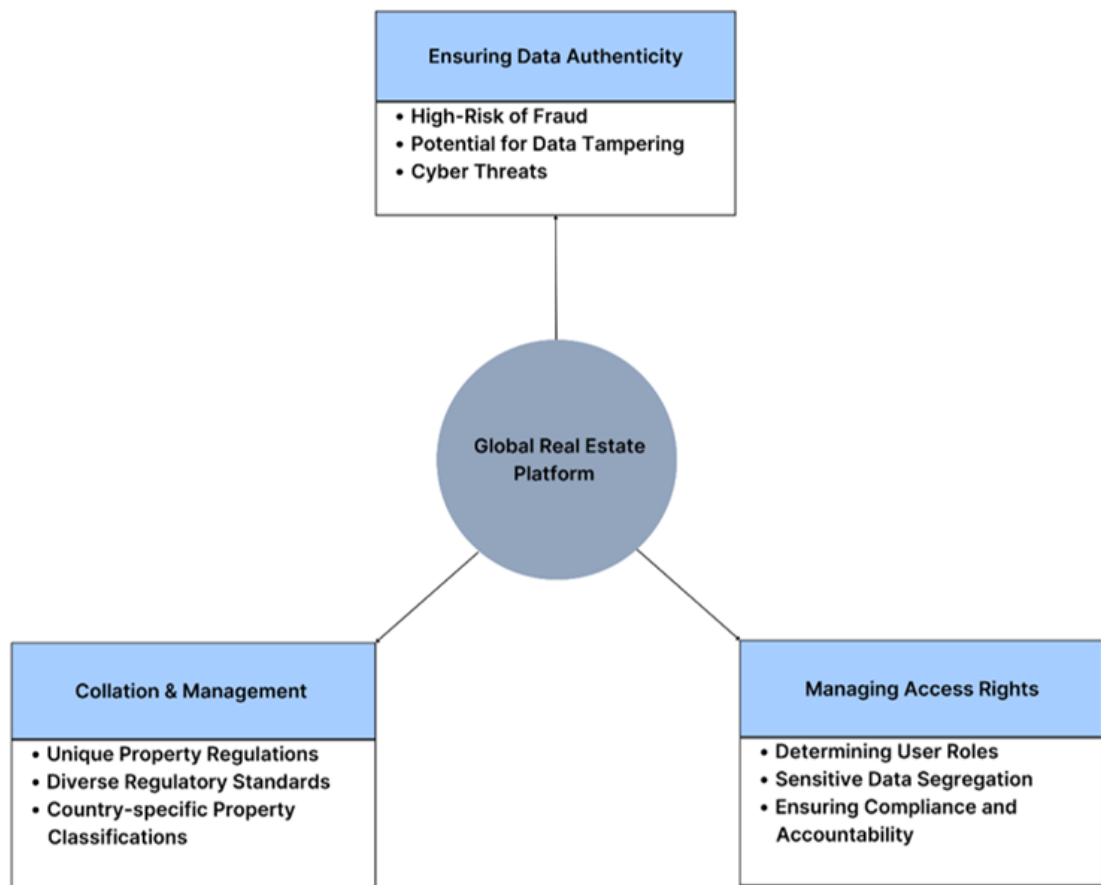 Ensuring Data Authenticity
• High-Risk of Fraud
• Potential for Data Tampering
• Cyber Threats
Global Real Estate
Platform
Collation & Management
• Unique Property Regulations
• Diverse Regulatory Standards
• Country-specific Property
Classifications
Managing Access Rights
• Determining User Roles
• Sensitive Data Segregation
• Ensuring Compliance and
Accountability